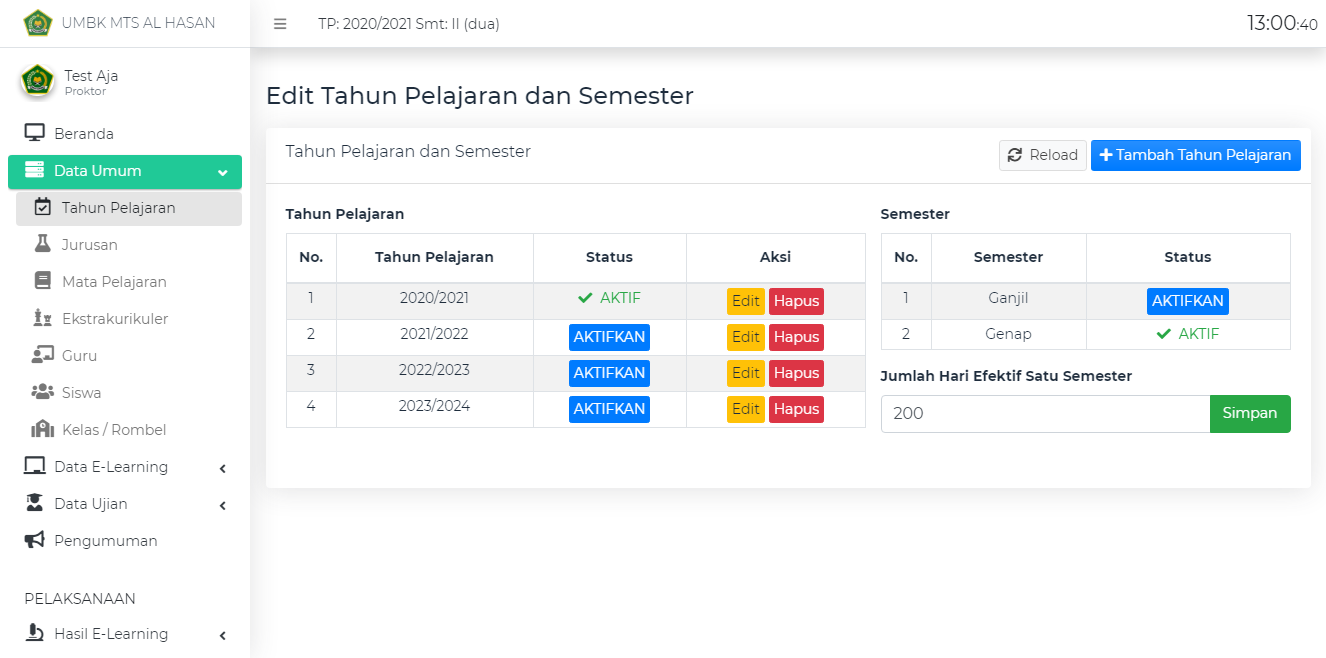 UMBK MTS AL HASAN
TP: 2020/2021 Smt: II (dua)
13:00:40
Test Aja
Proktor
Beranda
Data Umum
Tahun Pelajaran
Jurusan
Mata Pelajaran
Ekstrakurikuler
Guru
Siswa
Kelas / Rombel
Data E-Learning
Data Ujian
Pengumuman
PELAKSANAAN
Hasil E-Learning
Edit Tahun Pelajaran dan Semester
Tahun Pelajaran dan Semester
Reload
Tambah Tahun Pelajaran
Tahun Pelajaran
No. Tahun Pelajaran Status Aksi
1 2020/2021 AKTIF Edit Hapus
2 2021/2022 AKTIFKAN Edit Hapus
3 2022/2023 AKTIFKAN Edit Hapus
4 2023/2024 AKTIFKAN Edit Hapus
Semester
No. Semester Status
1 Ganjil AKTIFKAN
2 Genap AKTIF
Jumlah Hari Efektif Satu Semester
200 Simpan